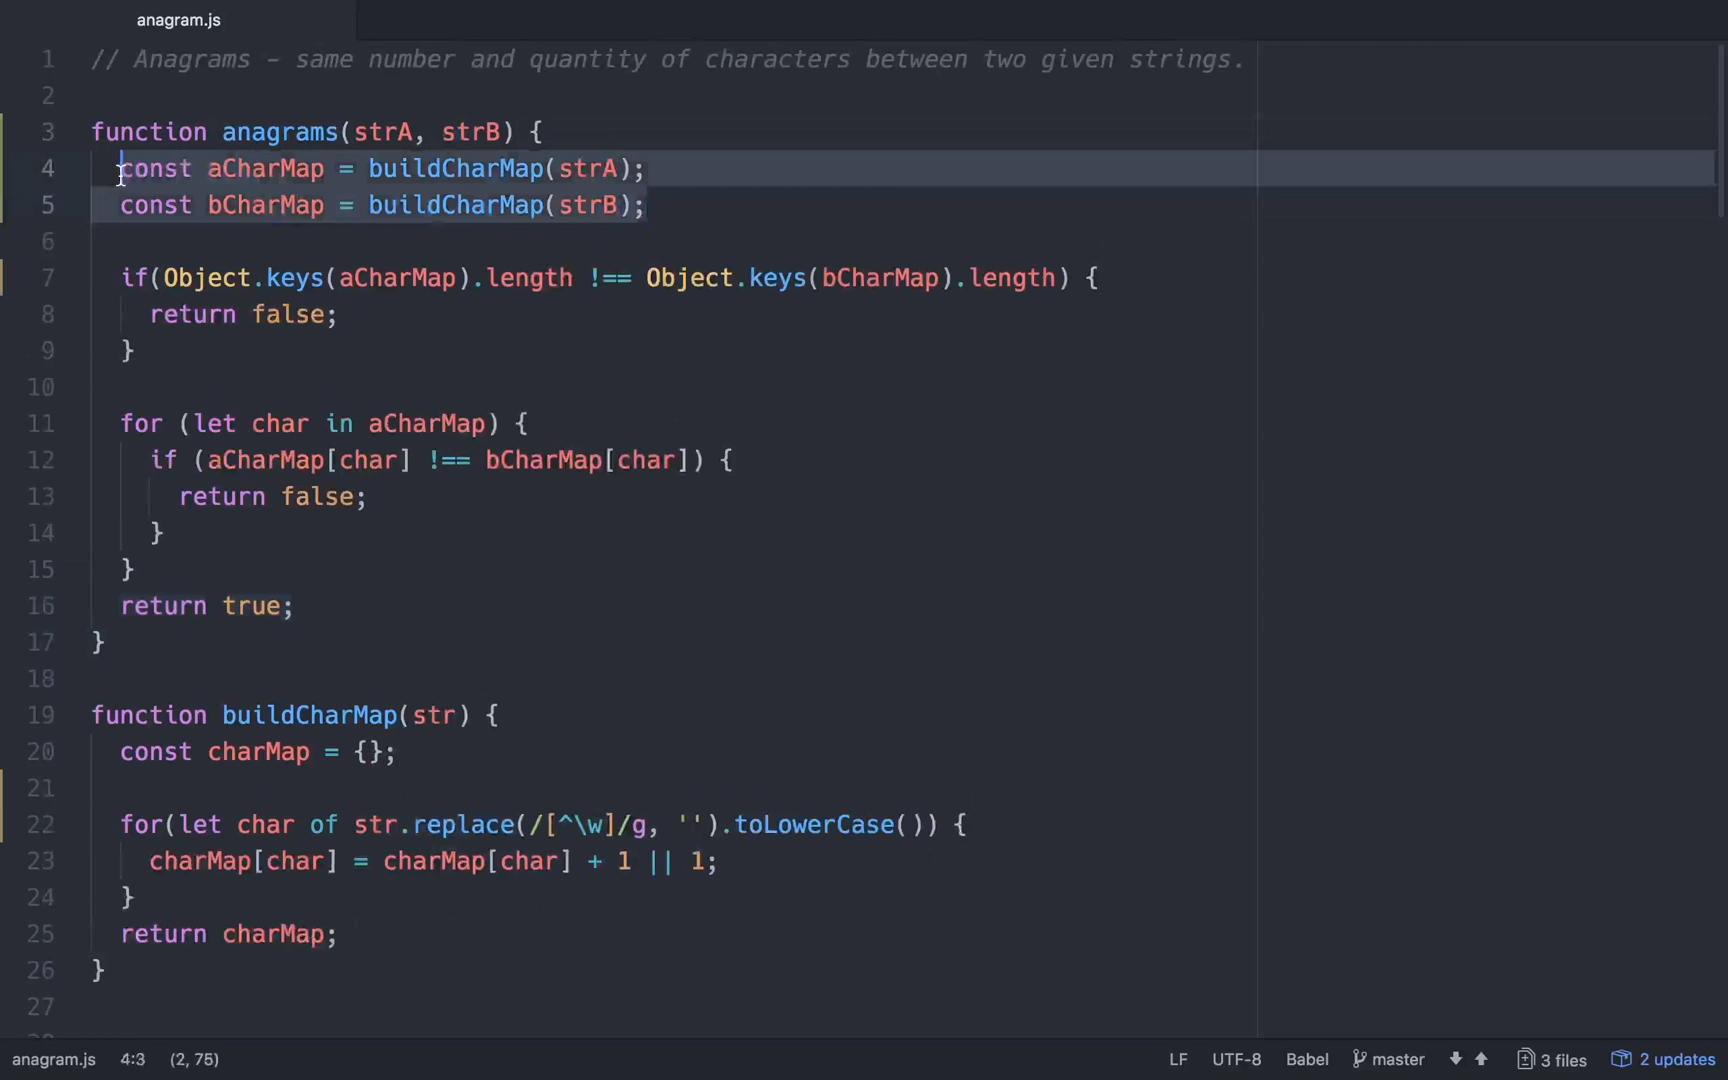 anagram.js
1 // Anagrams - same number and quantity of characters between two given strings.
2
3 function anagrams(strA, strB) {
4 const aCharMap = buildCharMap(strA);
5 const bCharMap = buildCharMap(strB);
6
7 if(Object.keys(aCharMap).length !== Object.keys(bCharMap).length) {
8 return false;
9 }
10
11 for (let char in aCharMap) {
12 if (aCharMap[char] !== bCharMap[char]) {
13 return false;
14 }
15 }
16 return true;
17 }
18
19 function buildCharMap(str) {
20 const charMap = {};
21
22 for(let char of str.replace(/[^\w]/g, '').toLowerCase()) {
23 charMap[char] = charMap[char] + 1 || 1;
24 }
25 return charMap;
26 }
27
anagram.js 4:3 (2, 75) LF UTF-8 Babel master 3 files 2 updates